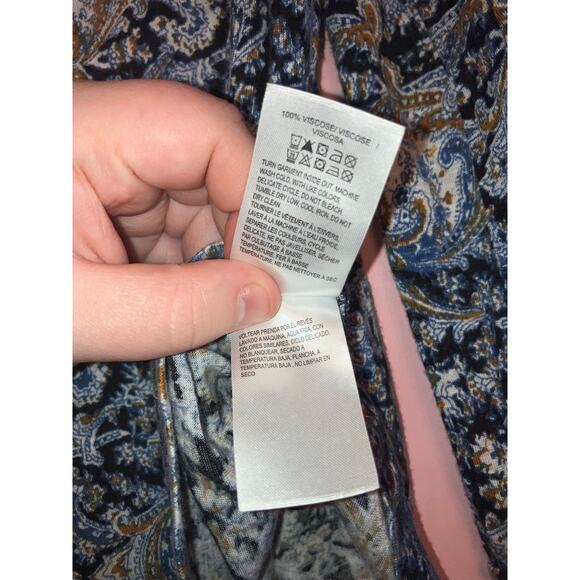 100% VISCOSE/ VISCOSE /
VISCOSA
TURN GARMENT INSIDE OUT. MACHINE
WASH COLD, WITH LIKE COLORS,
DELICATE CYCLE, DO NOT BLEACH,
TUMBLE DRY LOW, COOL IRON, DO NOT
DRY CLEAN
TOURNER LE VÊTEMENT À L'ENVERS,
LAVER À LA MACHINE À L'EAU FROIDE,
SÉPARER LES COULEURS, CYCLE
DELICATE, NE PAS JAVELLISER, SÉCHER
PAR CULBUTAGE À BASSE
TEMPÉRATURE, FER À BASSE
TEMPÉRATURE, NE PAS NETTOYER À SEC
VOLTEAR PRENDA POR EL REVÉS,
LAVADO A MAQUINA, AGUA FRÍA, CON
COLORES SIMILARES, CICLO DELICADO,
NO BLANQUEAR, SECADO A
TEMPERATURA BAJA, PLANCHA, A
TEMPERATURA BAJA , NO LIMPIAR EN
SECO